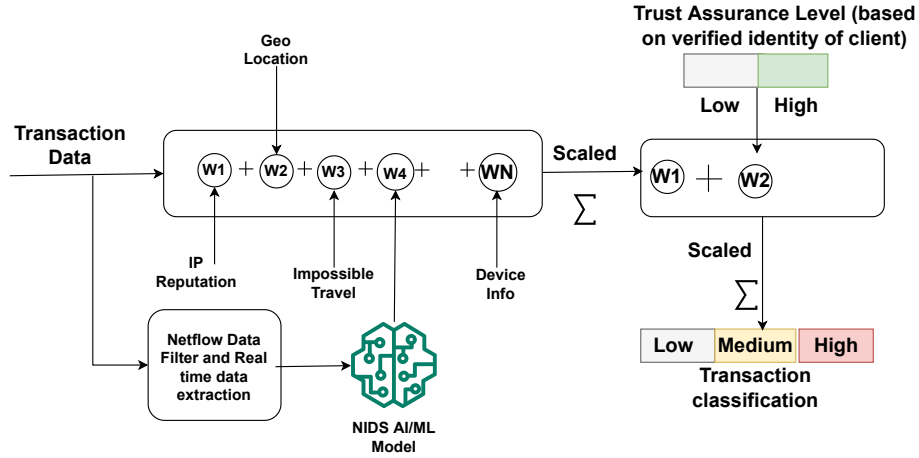 Trust Assurance Level (based
on verified identity of client)
Low High
Geo
Location
Transaction
Data
W1 + W2 + W3 + W4 + + WN
Scaled
∑
W1 + W2
IP
Reputation
Impossible
Travel
Device
Info
Scaled
∑
Netflow Data
Filter and Real
time data
extraction
NIDS AI/ML
Model
Low Medium High
Transaction
classification